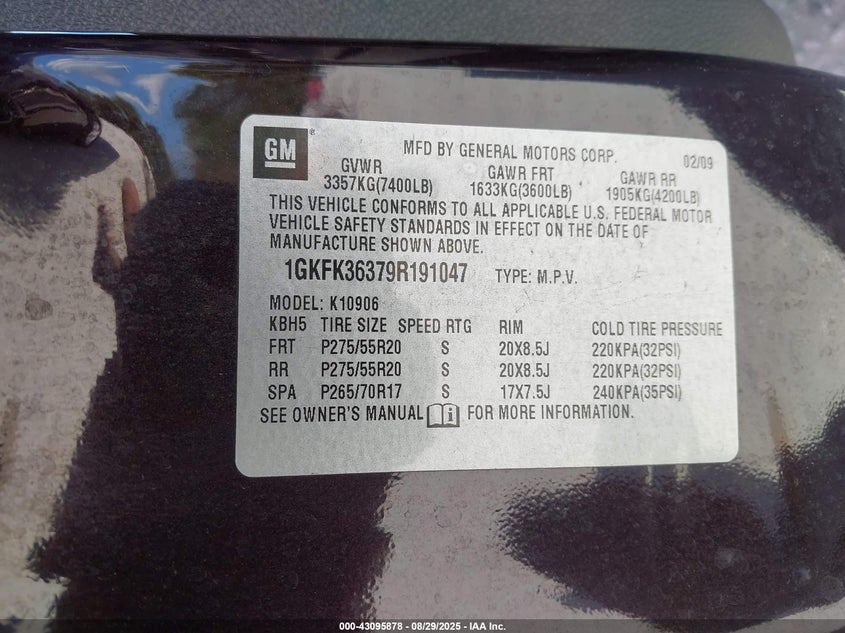 GM ®
MFD BY GENERAL MOTORS CORP. 02/09
GVWR GAWR FRT GAWR RR
3357KG(7400LB) 1633KG(3600LB) 1905KG(4200LB)
THIS VEHICLE CONFORMS TO ALL APPLICABLE U.S. FEDERAL MOTOR
VEHICLE SAFETY STANDARDS IN EFFECT ON THE DATE OF
MANUFACTURE SHOWN ABOVE.
1GKFK36379R191047 TYPE: M.P.V.
MODEL: K10906
KBH5 TIRE SIZE SPEED RTG RIM COLD TIRE PRESSURE
FRT P275/55R20 S 20X8.5J 220KPA(32PSI)
RR P275/55R20 S 20X8.5J 220KPA(32PSI)
SPA P265/70R17 S 17X7.5J 240KPA(35PSI)
SEE OWNER'S MANUAL i FOR MORE INFORMATION.
000-43095878 - 08/29/2025 - IAA Inc.